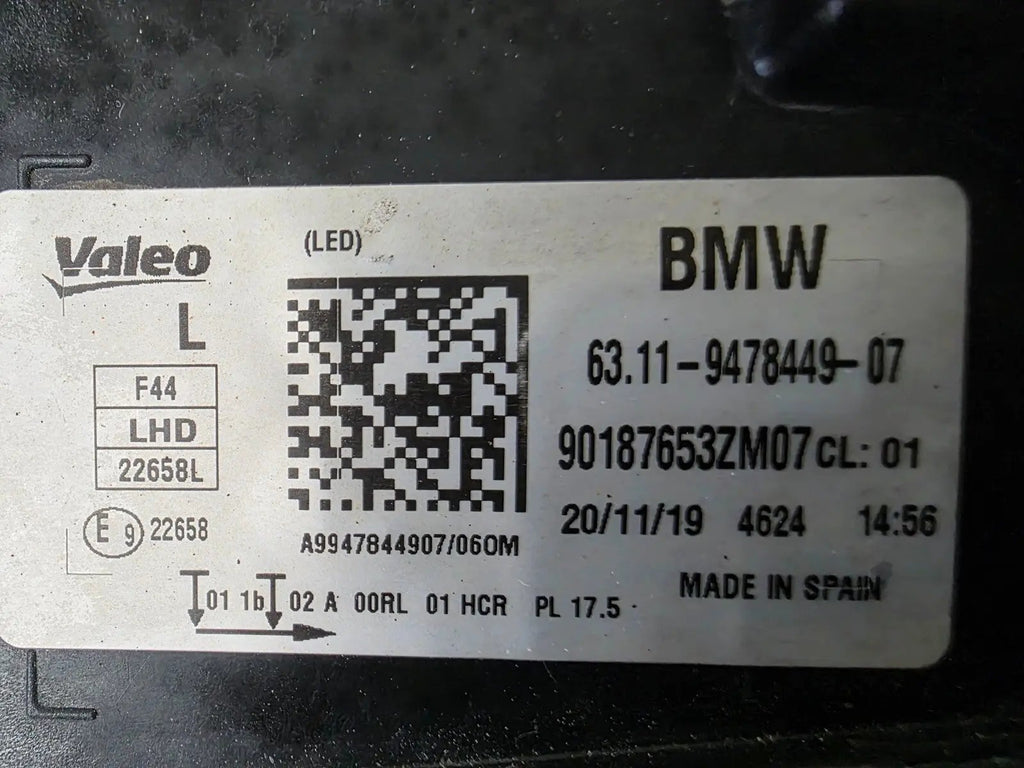 Valeo
(LED)
BMW
L
63.11-9478449-07
F44
LHD
22658L
90187653ZM07 CL: 01
E 9 22658
20/11/19 4624 14:56
A9947844907/06OM
MADE IN SPAIN
01 1b 02 A 00RL 01 HCR PL 17.5